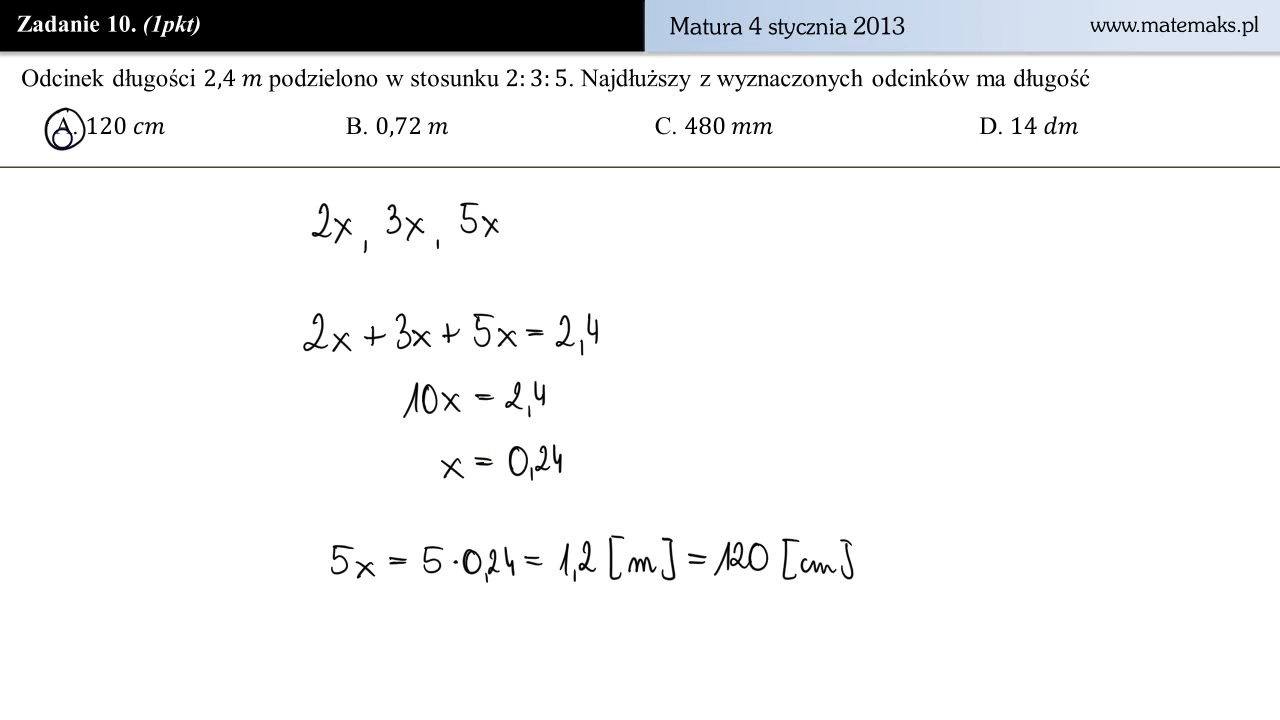 Zadanie 10. (1pkt)
Matura 4 stycznia 2013
www.matemaks.pl
Odcinek długości 2,4 m podzielono w stosunku 2:3:5. Najdłuższy z wyznaczonych odcinków ma długość
A. 120 cm B. 0,72 m C. 480 mm D. 14 dm
2x, 3x, 5x
2x + 3x + 5x = 2,4
10x = 2,4
x = 0,24
5x = 5 · 0,24 = 1,2 [m] = 120 [cm]